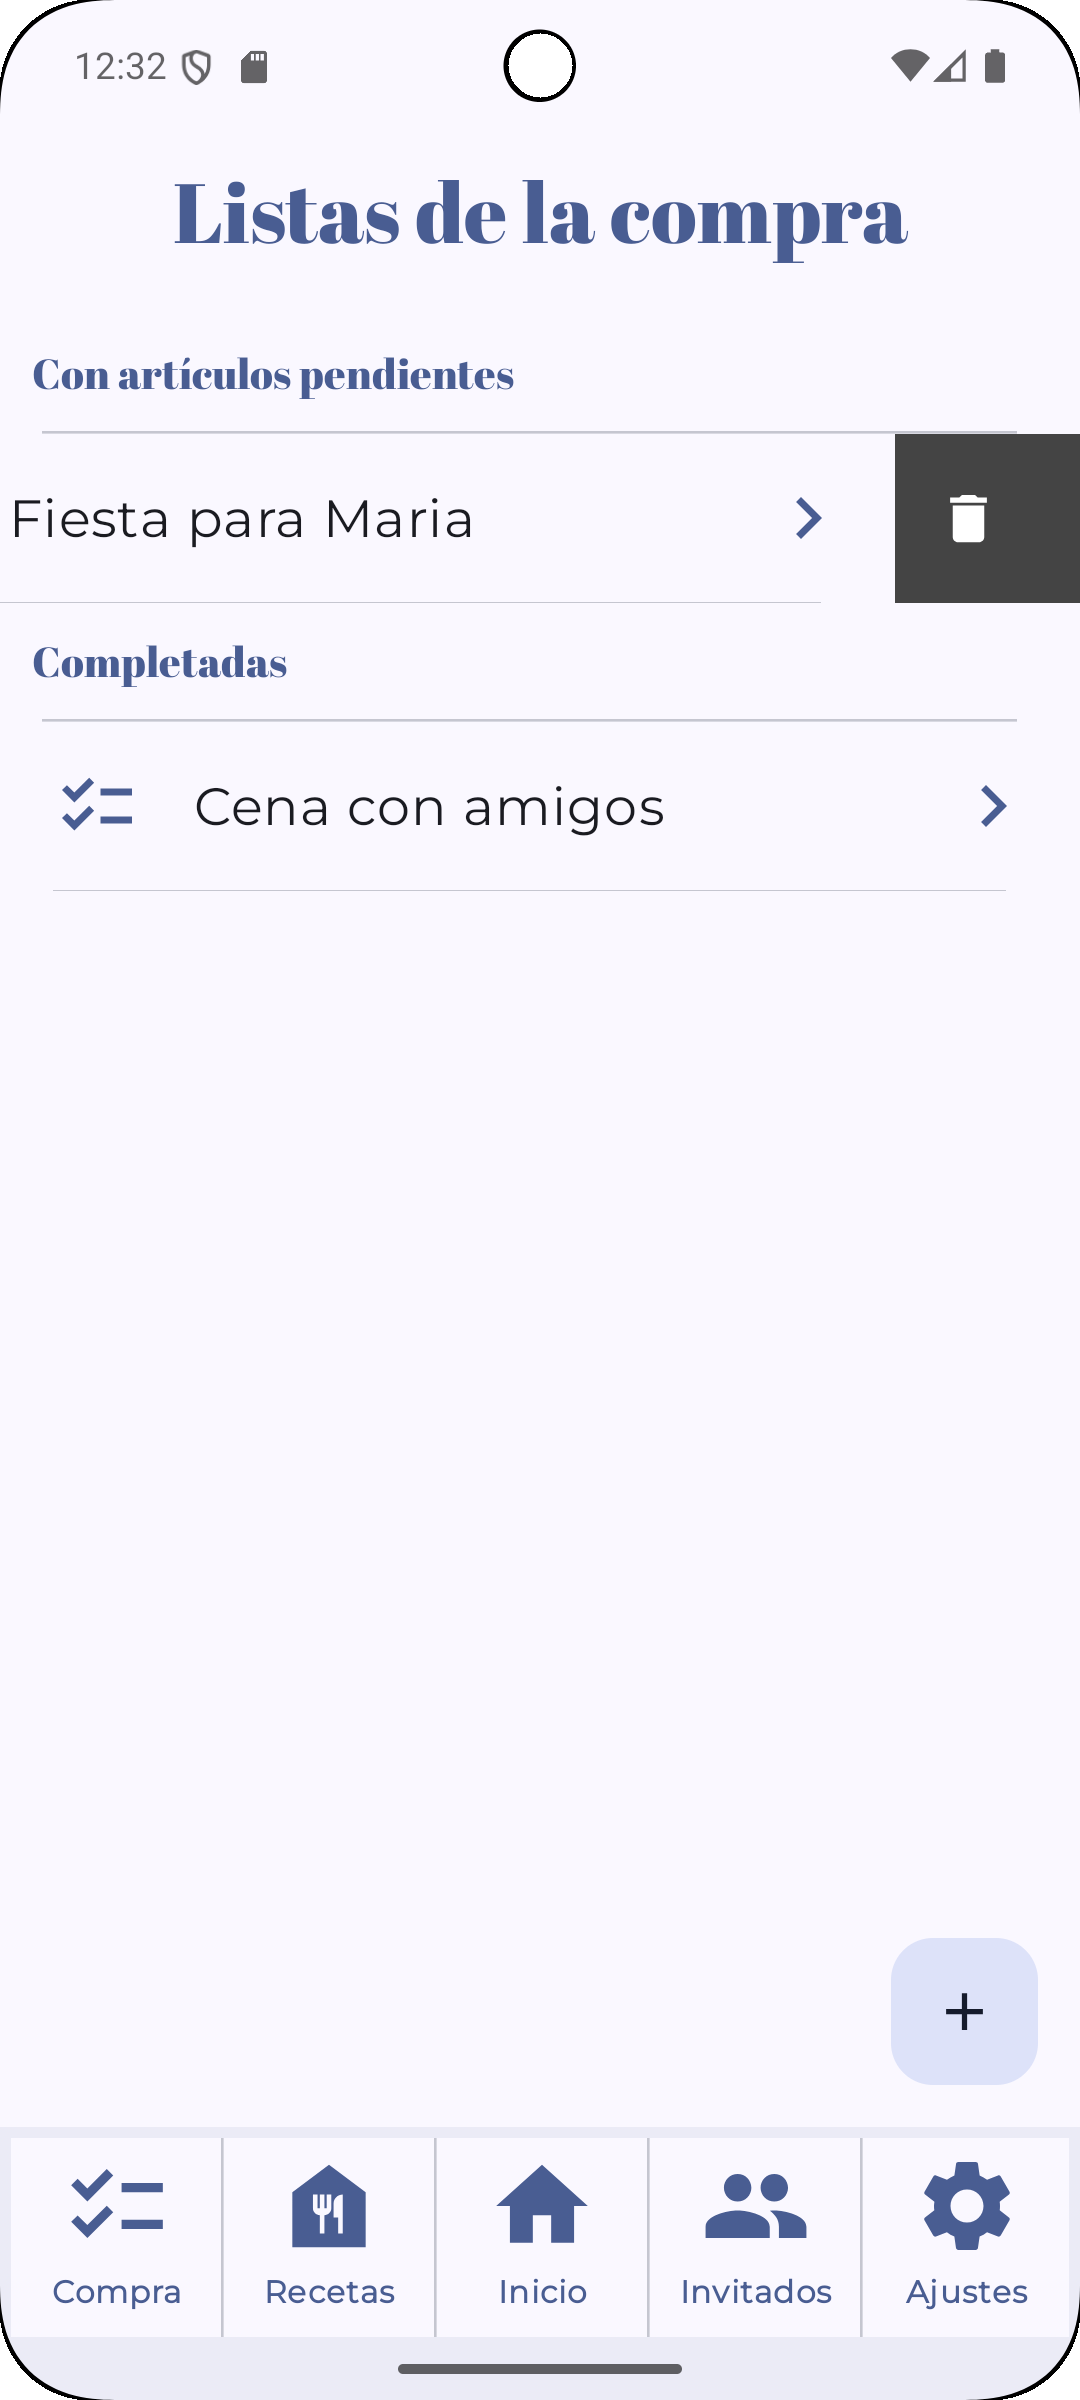 12:32
Listas de la compra
Con artículos pendientes
Fiesta para Maria
Completadas
Cena con amigos
Compra
Recetas
Inicio
Invitados
Ajustes